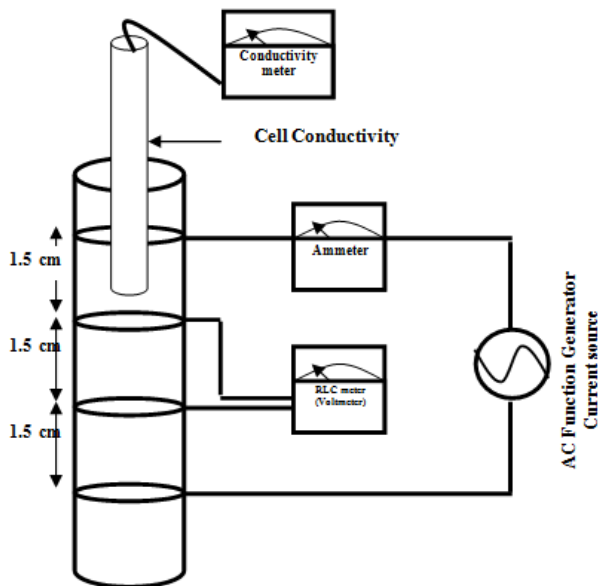 Conductivity
meter
Cell Conductivity
1.5 cm
Ammeter
1.5 cm
RLC meter
(Voltmeter)
1.5 cm
AC Function Generator
Current source